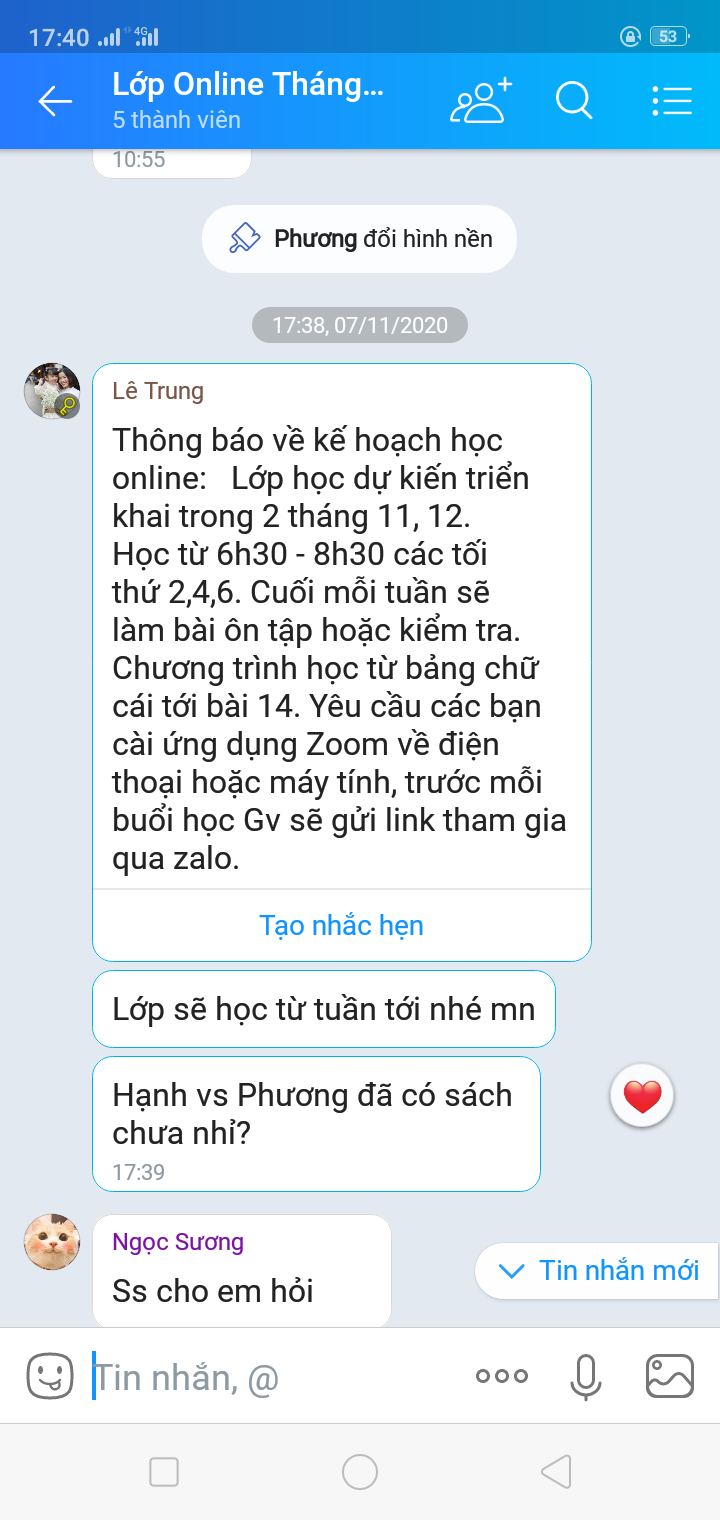 17:40
4G
53
Lớp Online Tháng...
5 thành viên
10:55
Phương đổi hình nền
17:38, 07/11/2020
Lê Trung
Thông báo về kế hoạch học
online:   Lớp học dự kiến triển
khai trong 2 tháng 11, 12.
Học từ 6h30 - 8h30 các tối
thứ 2,4,6. Cuối mỗi tuần sẽ
làm bài ôn tập hoặc kiểm tra.
Chương trình học từ bảng chữ
cái tới bài 14. Yêu cầu các bạn
cài ứng dụng Zoom về điện
thoại hoặc máy tính, trước mỗi
buổi học Gv sẽ gửi link tham gia
qua zalo.
Tạo nhắc hẹn
Lớp sẽ học từ tuần tới nhé mn
Hạnh vs Phương đã có sách
chưa nhỉ?
17:39
Ngọc Sương
Ss cho em hỏi
Tin nhắn mới
Tin nhắn, @